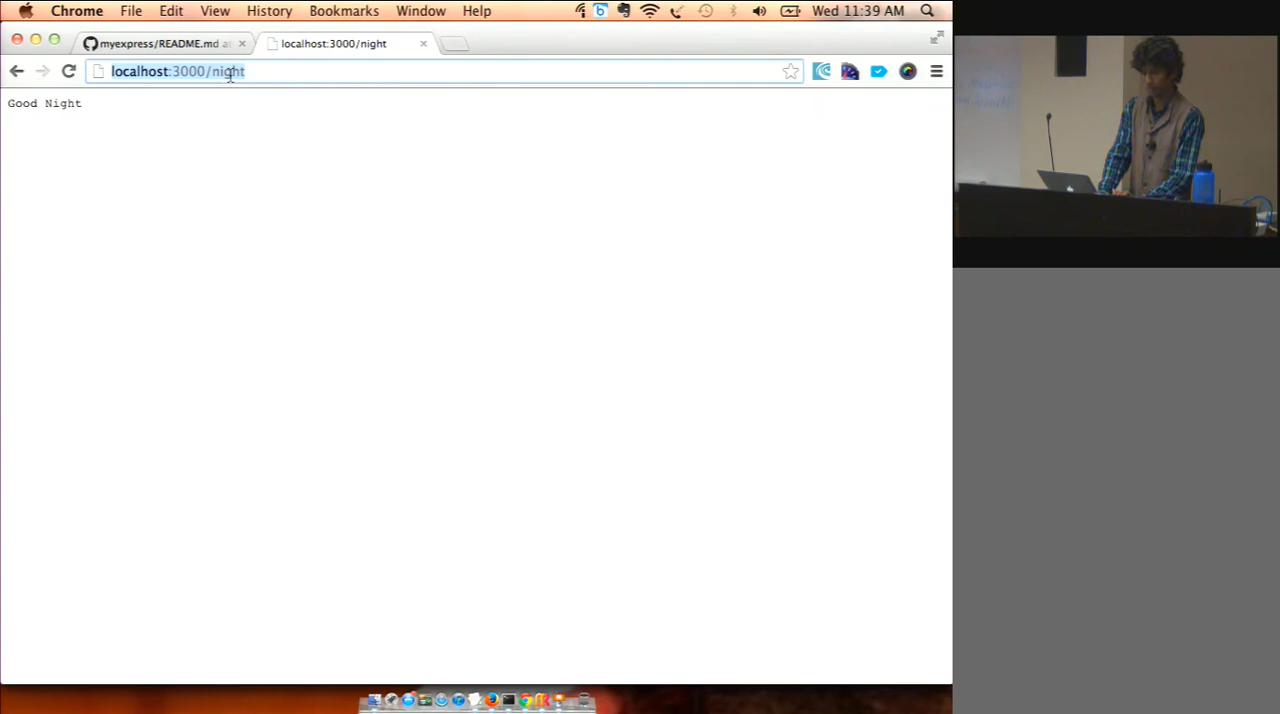 Chrome File Edit View History Bookmarks Window Help Wed 11:39 AM
myexpress/README.md at localhost:3000/night
localhost:3000/night
Good Night